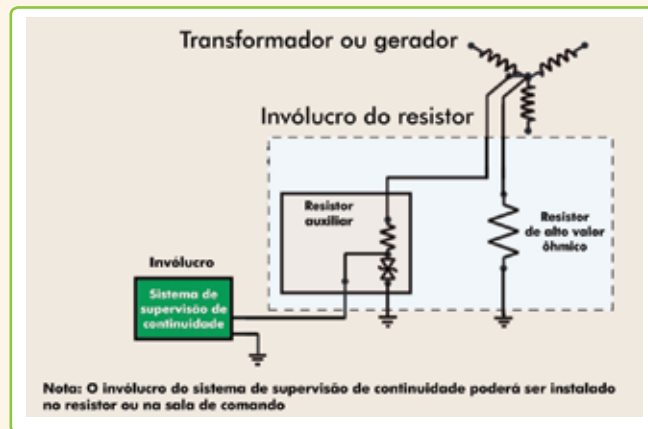 Transformador ou gerador
Invólucro do resistor
Resistor
auxiliar
Resistor
de alto valor
ôhmico
Invólucro
Sistema de
supervisão de
continuidade
Nota: O invólucro do sistema de supervisão de continuidade poderá ser instalado
no resistor ou na sala de comando